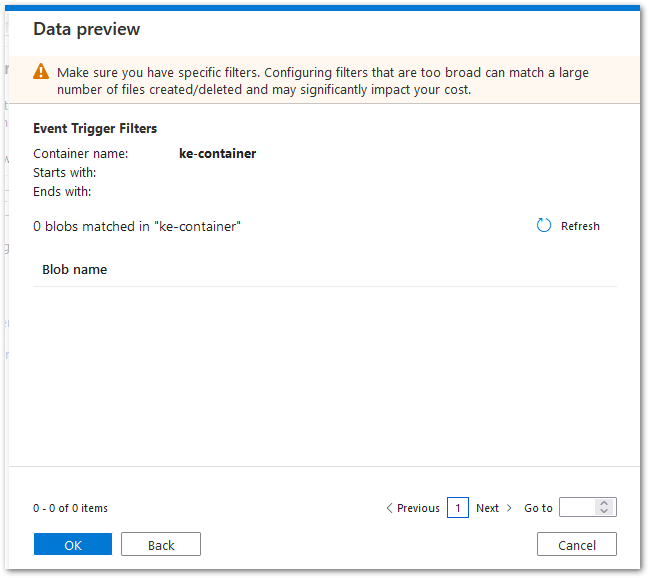 Data preview
Make sure you have specific filters. Configuring filters that are too broad can match a large
number of files created/deleted and may significantly impact your cost.
Event Trigger Filters
Container name: ke-container
Starts with:
Ends with:
0 blobs matched in "ke-container"
Refresh
Blob name
0 - 0 of 0 items
Previous 1 Next Go to
OK Back Cancel